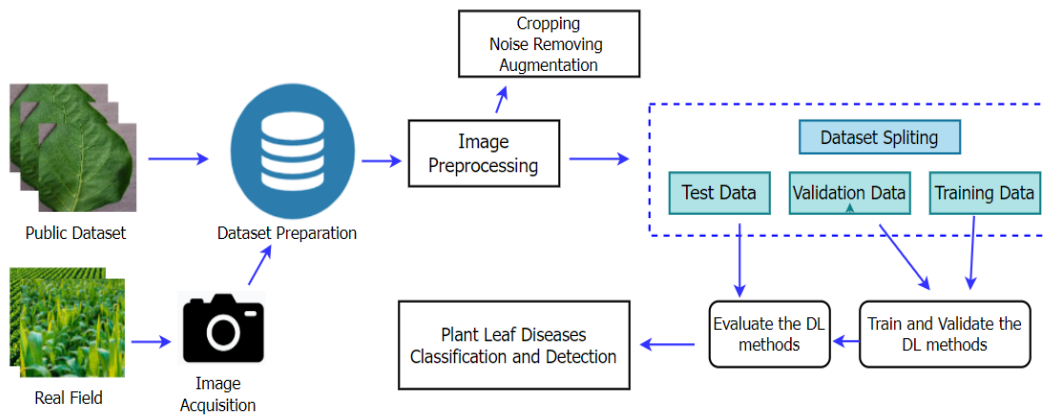 Cropping
Noise Removing
Augmentation
Public Dataset
Dataset Preparation
Image
Preprocessing
Dataset Spliting
Test Data
Validation Data
Training Data
Real Field
Image
Acquisition
Plant Leaf Diseases
Classification and Detection
Evaluate the DL
methods
Train and Validate the
DL methods